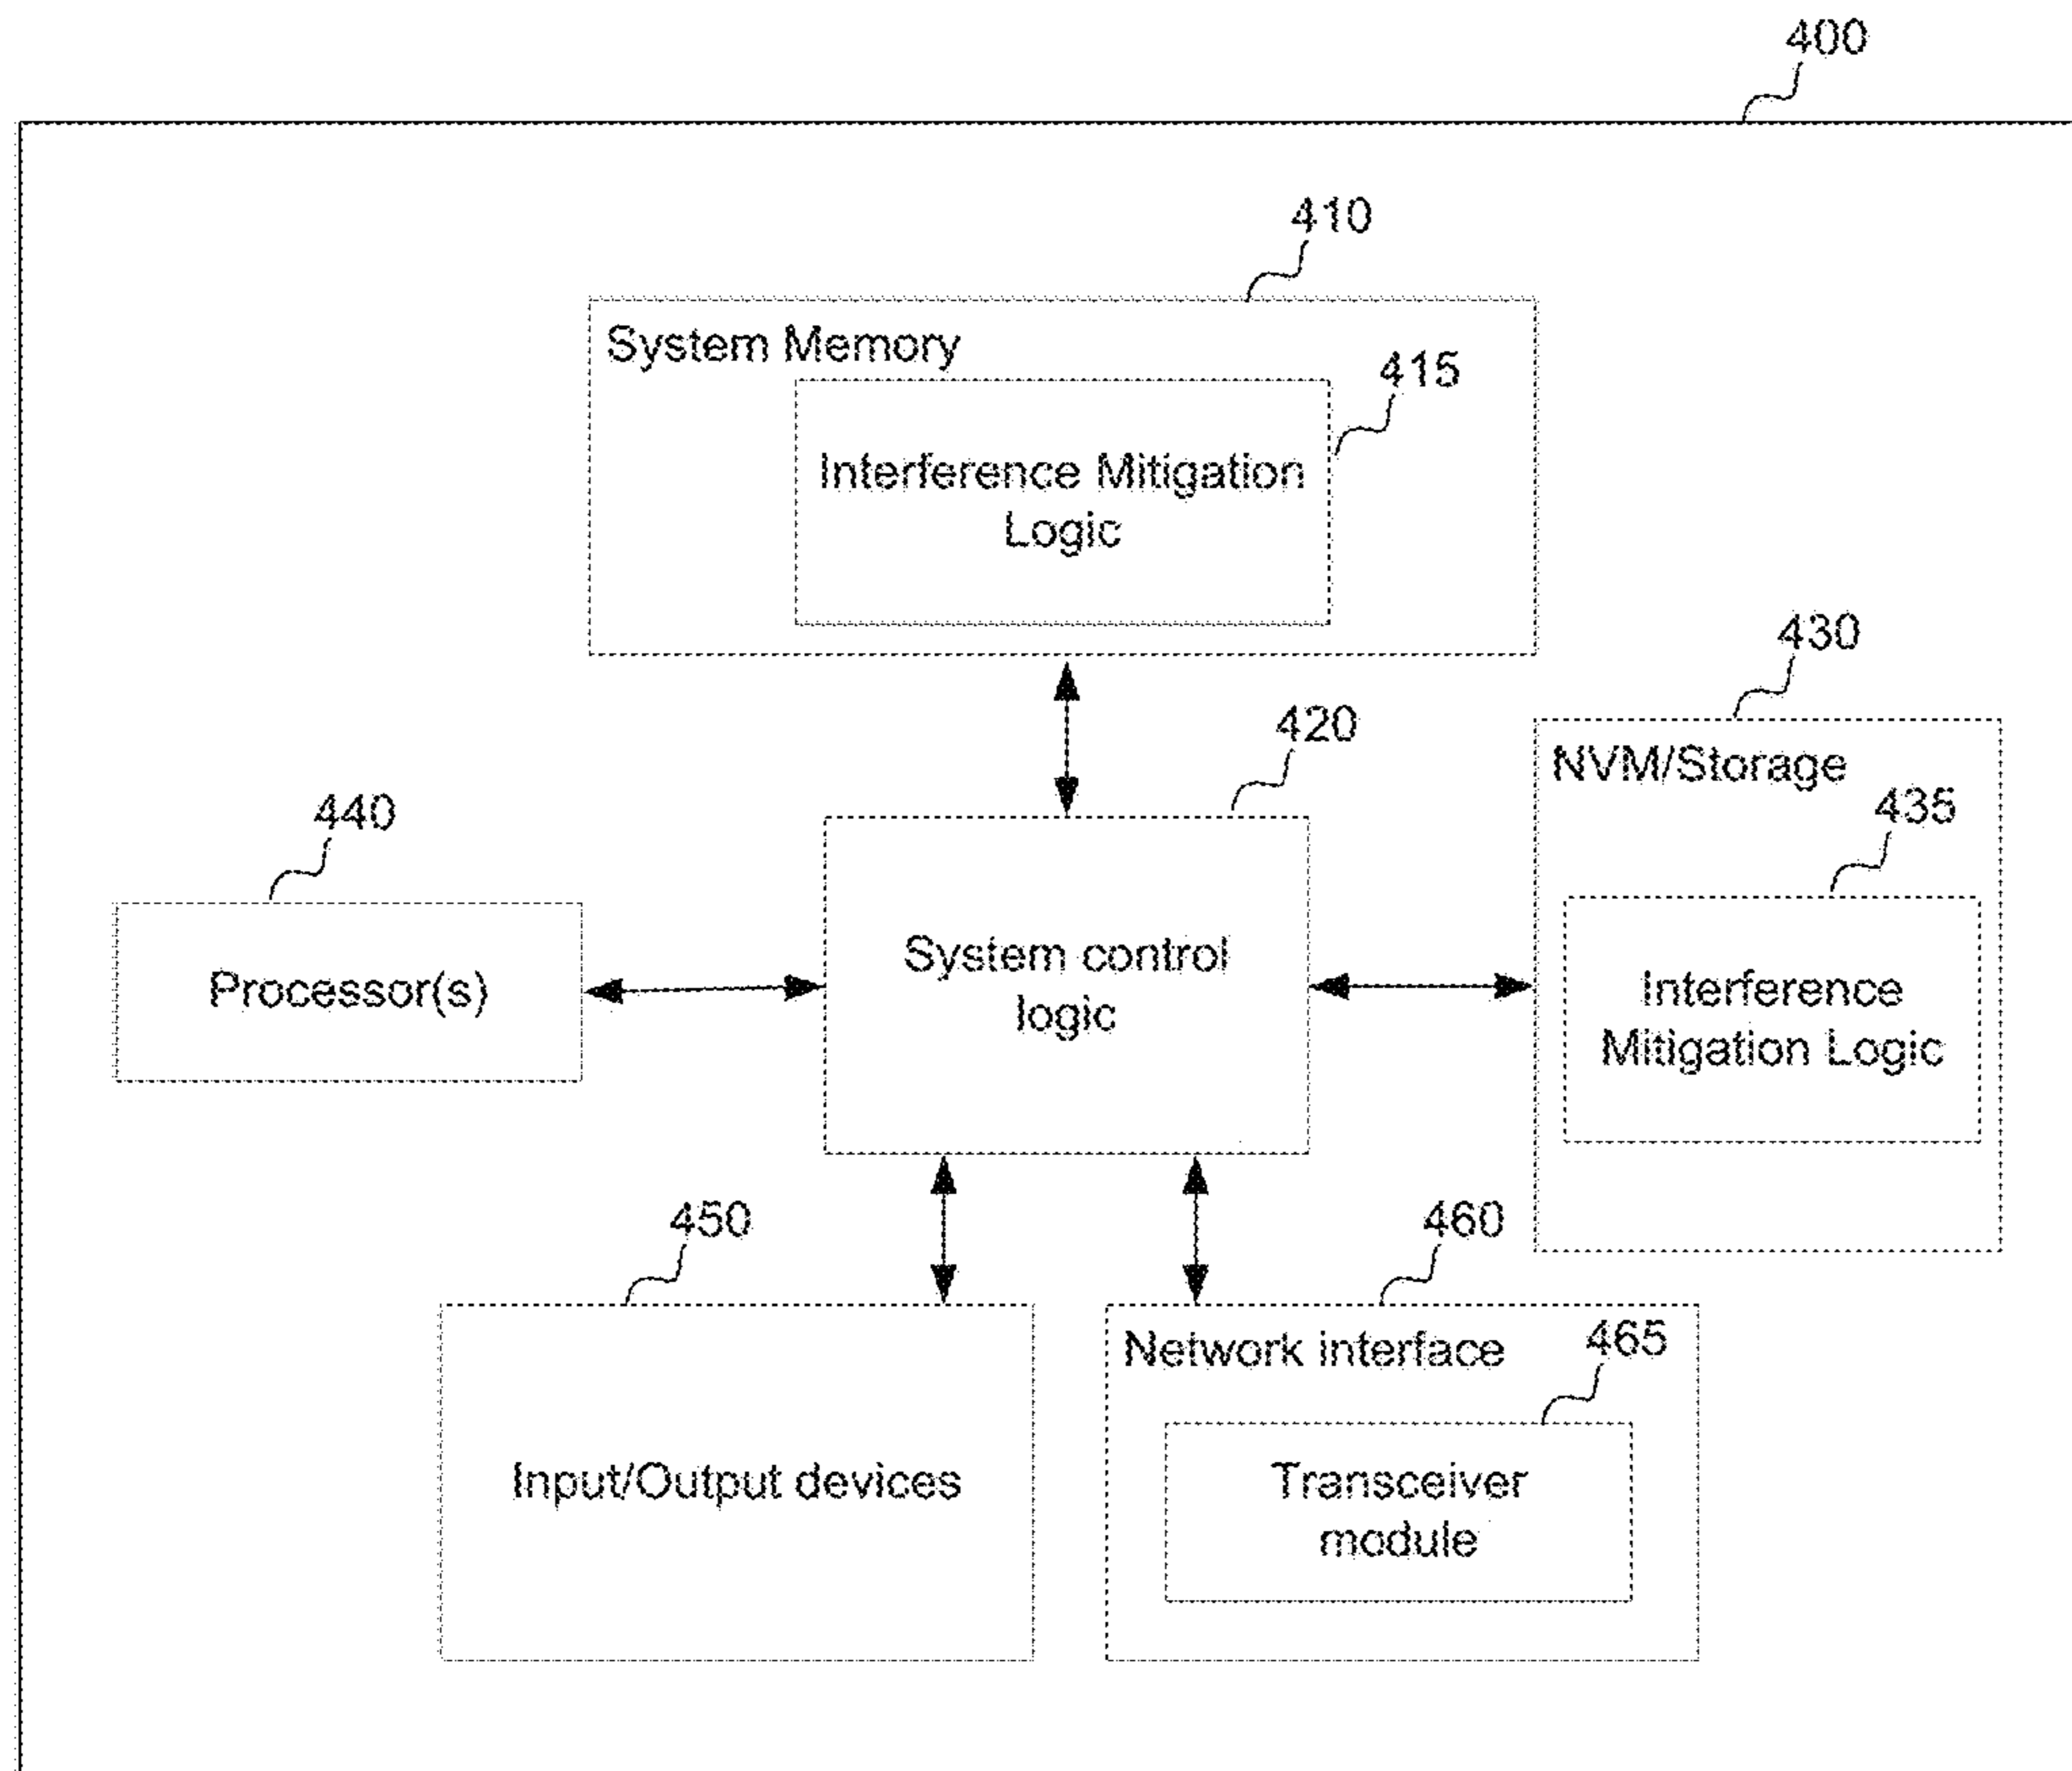 400
410
System Memory
415
Interference Mitigation
Logic
430
420
NVM/Storage
435
440
System control
logic
Processor(s)
Interference
Mitigation Logic
450
460
Network interface
465
Input/Output devices
Transceiver
module